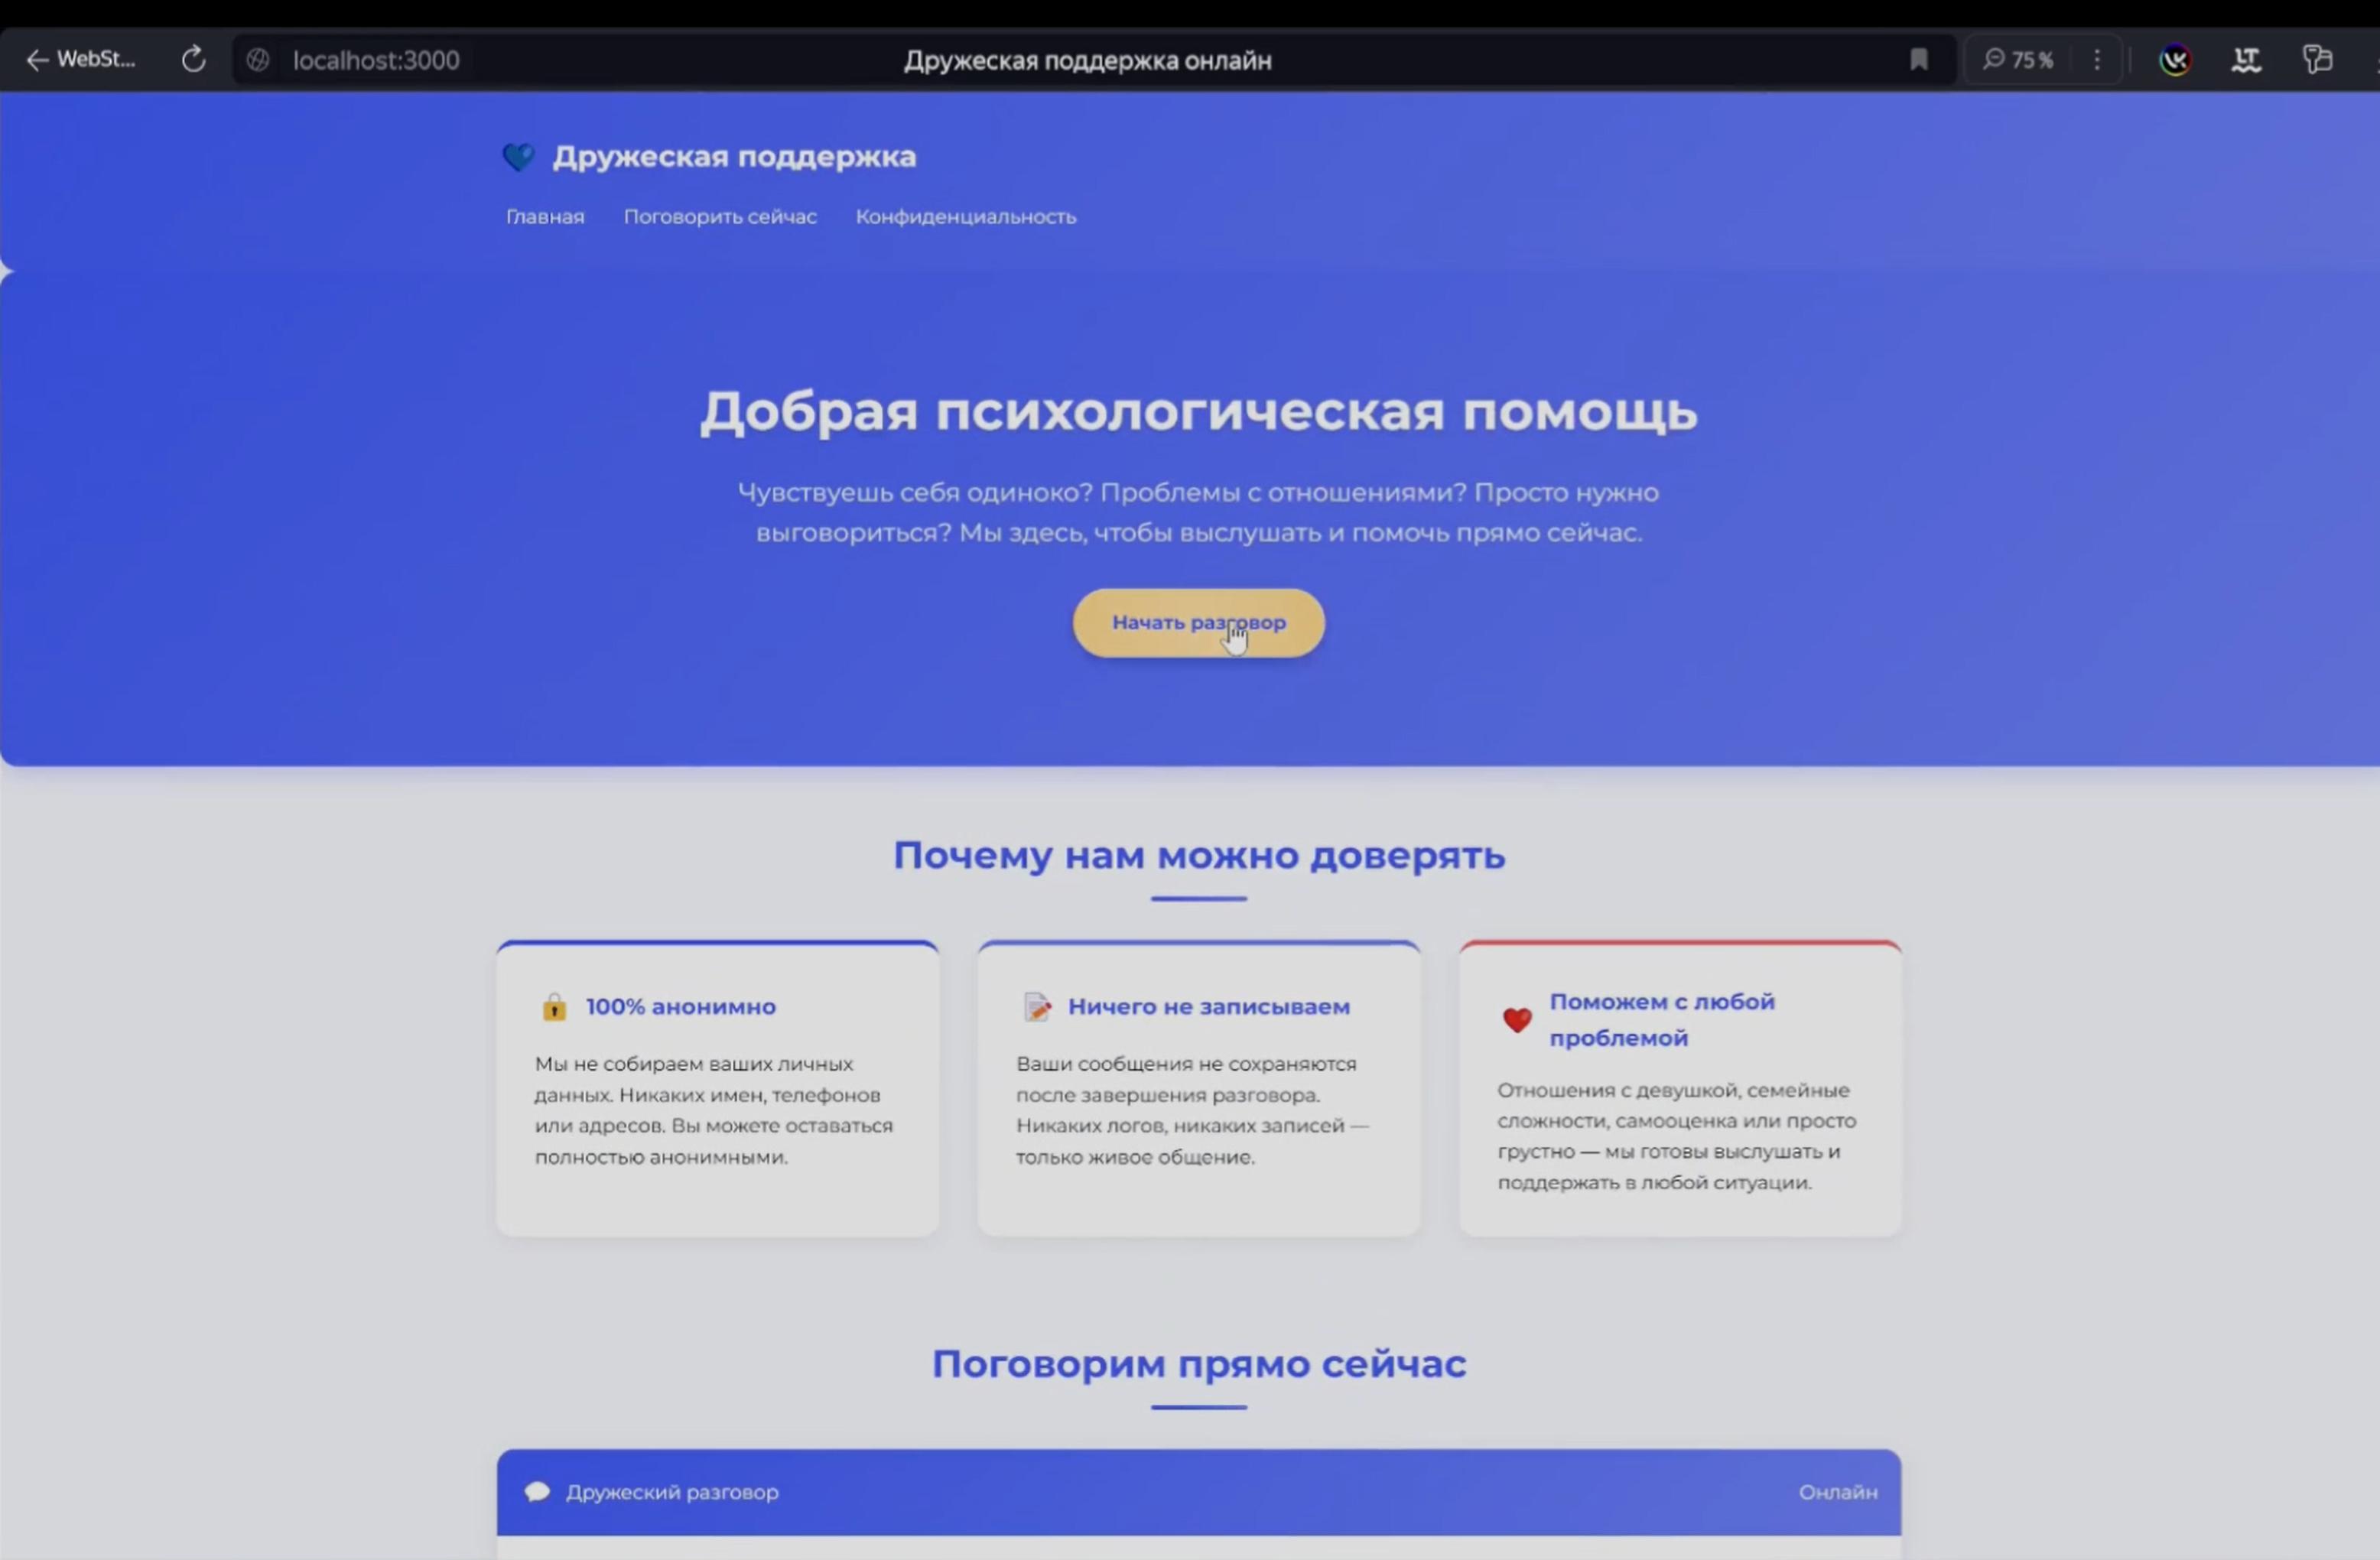 WebSt...
localhost:3000
Дружеская поддержка онлайн
75 %
LT
Дружеская поддержка
Главная Поговорить сейчас Конфиденциальность
Добрая психологическая помощь
Чувствуешь себя одиноко? Проблемы с отношениями? Просто нужно
выговориться? Мы здесь, чтобы выслушать и помочь прямо сейчас.
Начать разговор
Почему нам можно доверять
100% анонимно
Мы не собираем ваших личных
данных. Никаких имен, телефонов
или адресов. Вы можете оставаться
полностью анонимными.
Ничего не записываем
Ваши сообщения не сохраняются
после завершения разговора.
Никаких логов, никаких записей —
только живое общение.
Поможем с любой
проблемой
Отношения с девушкой, семейные
сложности, самооценка или просто
грустно — мы готовы выслушать и
поддержать в любой ситуации.
Поговорим прямо сейчас
Дружеский разговор
Онлайн